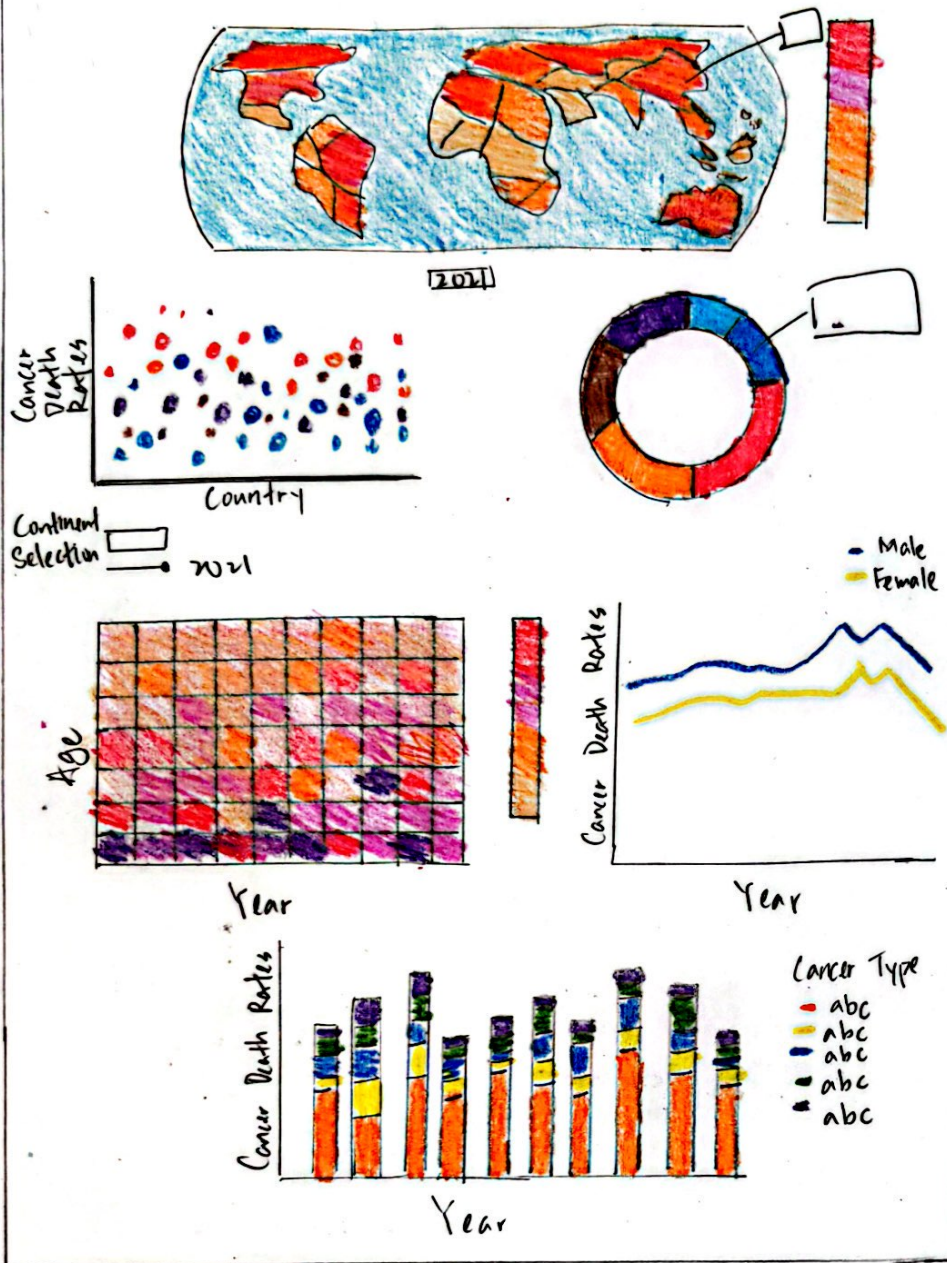 2021
Cancer
Death
Rates
Country
Continent
Selection
2021
Male
Female
Age
Year
Cancer Death Rates
Year
Cancer Death Rates
Year
Cancer Type
abc
abc
abc
abc
abc